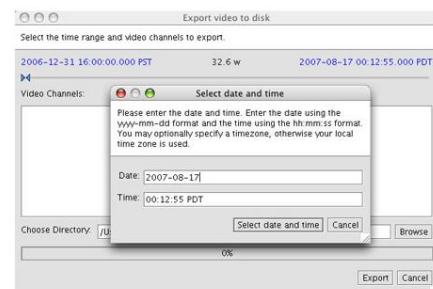 Export video to disk
Select the time range and video channels to export.
2006-12-31 16:00:00.000 PST 32.6 w 2007-08-17 00:12:55.000 PDT
Video Channels:
Select date and time
Please enter the date and time. Enter the date using the
yyyy-mm-dd format and the time using the hh:mm:ss format.
You may optionally specify a timezone, otherwise your local
time zone is used.
Date: 2007-08-17
Time: 00:12:55 PDT
Select date and time Cancel
Choose Directory: /Us Browse
0%
Export Cancel